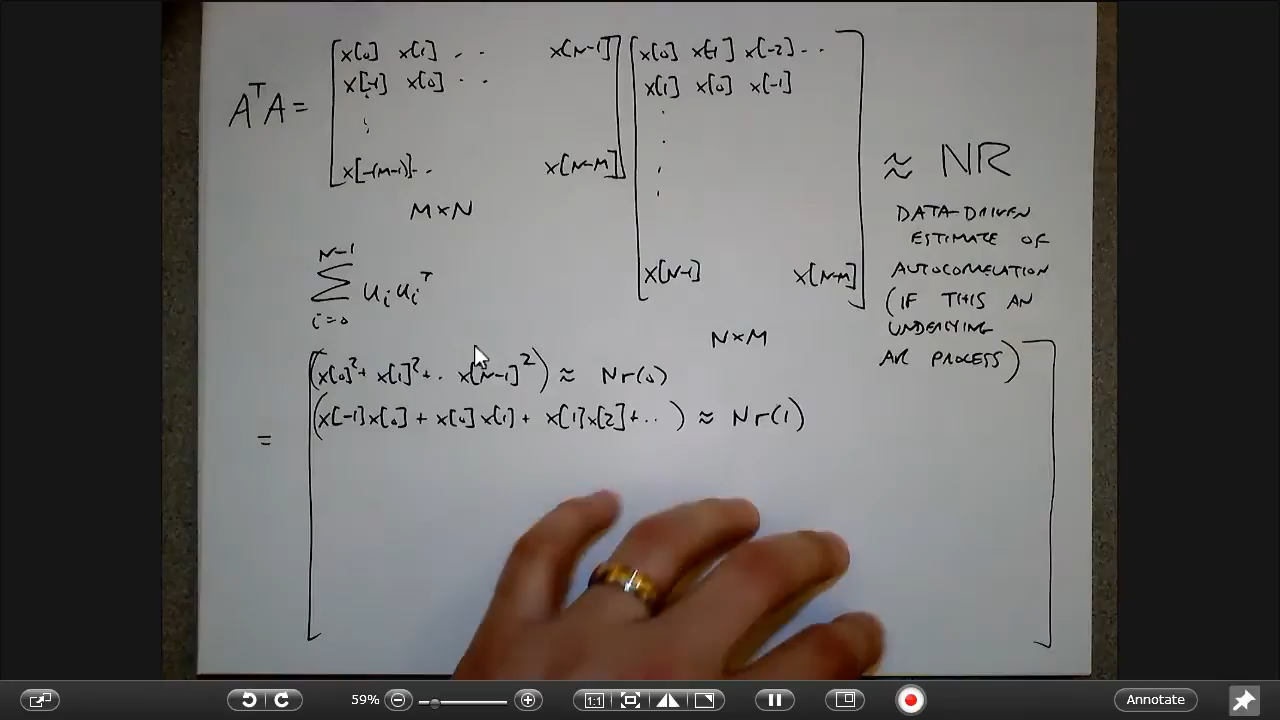 AᵀA = [x[0] x[1] .. x[N-1]] [x[0] x[-1] x[-2] ..
x[-1] x[0] .. x[1] x[0] x[-1]
x[-(M-1)].. x[N-M]
≈ NR
M×N
DATA-DRIVEN
ESTIMATE OF
AUTOCORRELATION
(IF THIS AN
UNDERLYING
AR PROCESS)
N-1
Σ uᵢuᵢᵀ
i=0
x[N-1] x[N-M]
N×M
(x[0]²+ x[1]²+ .. x[N-1]²) ≈ Nr(0)
= (x[-1]x[0] + x[0]x[1] + x[1]x[2]+..) ≈ Nr(1)
59%
1:1
Annotate